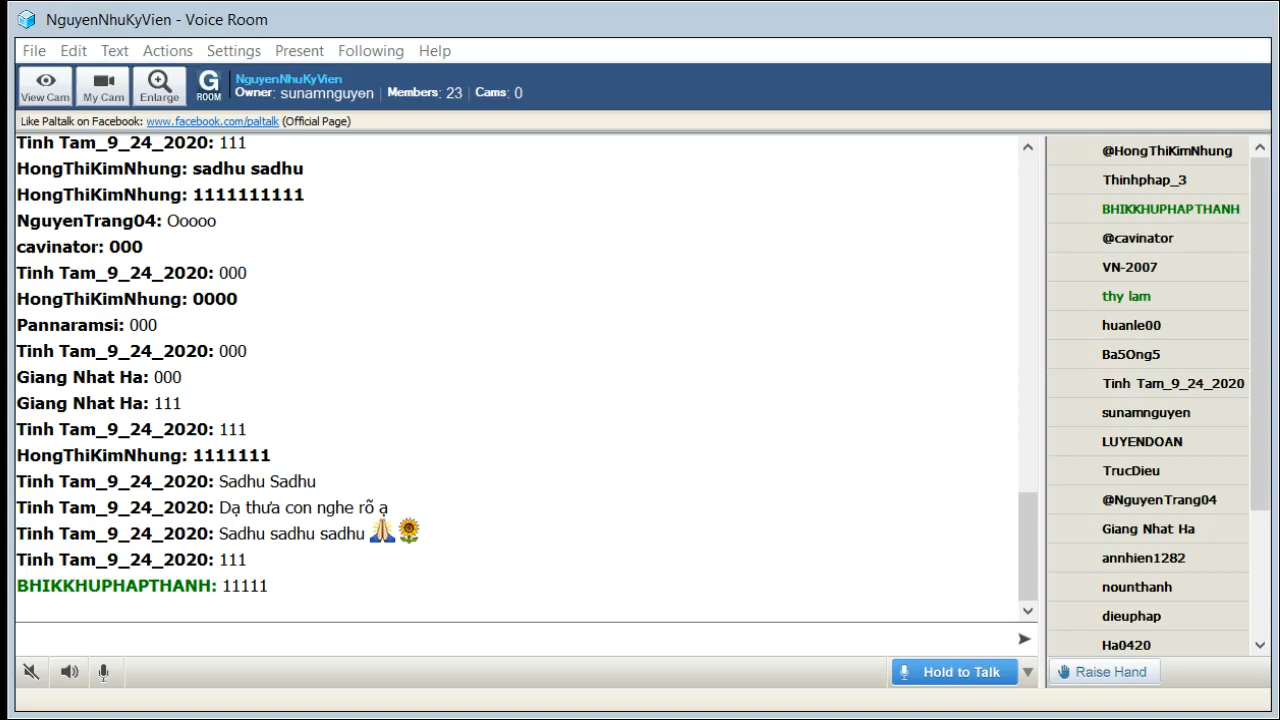 NguyenNhuKyVien - Voice Room
File Edit Text Actions Settings Present Following Help
View Cam My Cam Enlarge G ROOM
NguyenNhuKyVien
Owner: sunamnguyen Members: 23 Cams: 0
Like Paltalk on Facebook: www.facebook.com/paltalk (Official Page)
Tinh Tam_9_24_2020: 111
HongThiKimNhung: sadhu sadhu
HongThiKimNhung: 1111111111
NguyenTrang04: Ooooo
cavinator: 000
Tinh Tam_9_24_2020: 000
HongThiKimNhung: 0000
Pannaramsi: 000
Tinh Tam_9_24_2020: 000
Giang Nhat Ha: 000
Giang Nhat Ha: 111
Tinh Tam_9_24_2020: 111
HongThiKimNhung: 1111111
Tinh Tam_9_24_2020: Sadhu Sadhu
Tinh Tam_9_24_2020: Dạ thưa con nghe rõ ạ
Tinh Tam_9_24_2020: Sadhu sadhu sadhu 🙏🌻
Tinh Tam_9_24_2020: 111
BHIKKHUPHAPTHANH: 11111
@HongThiKimNhung
Thinhphap_3
BHIKKHUPHAPTHANH
@cavinator
VN-2007
thy lam
huanle00
Ba5Ong5
Tinh Tam_9_24_2020
sunamnguyen
LUYENDOAN
TrucDieu
@NguyenTrang04
Giang Nhat Ha
annhien1282
nounthanh
dieuphap
Ha0420
Hold to Talk
Raise Hand